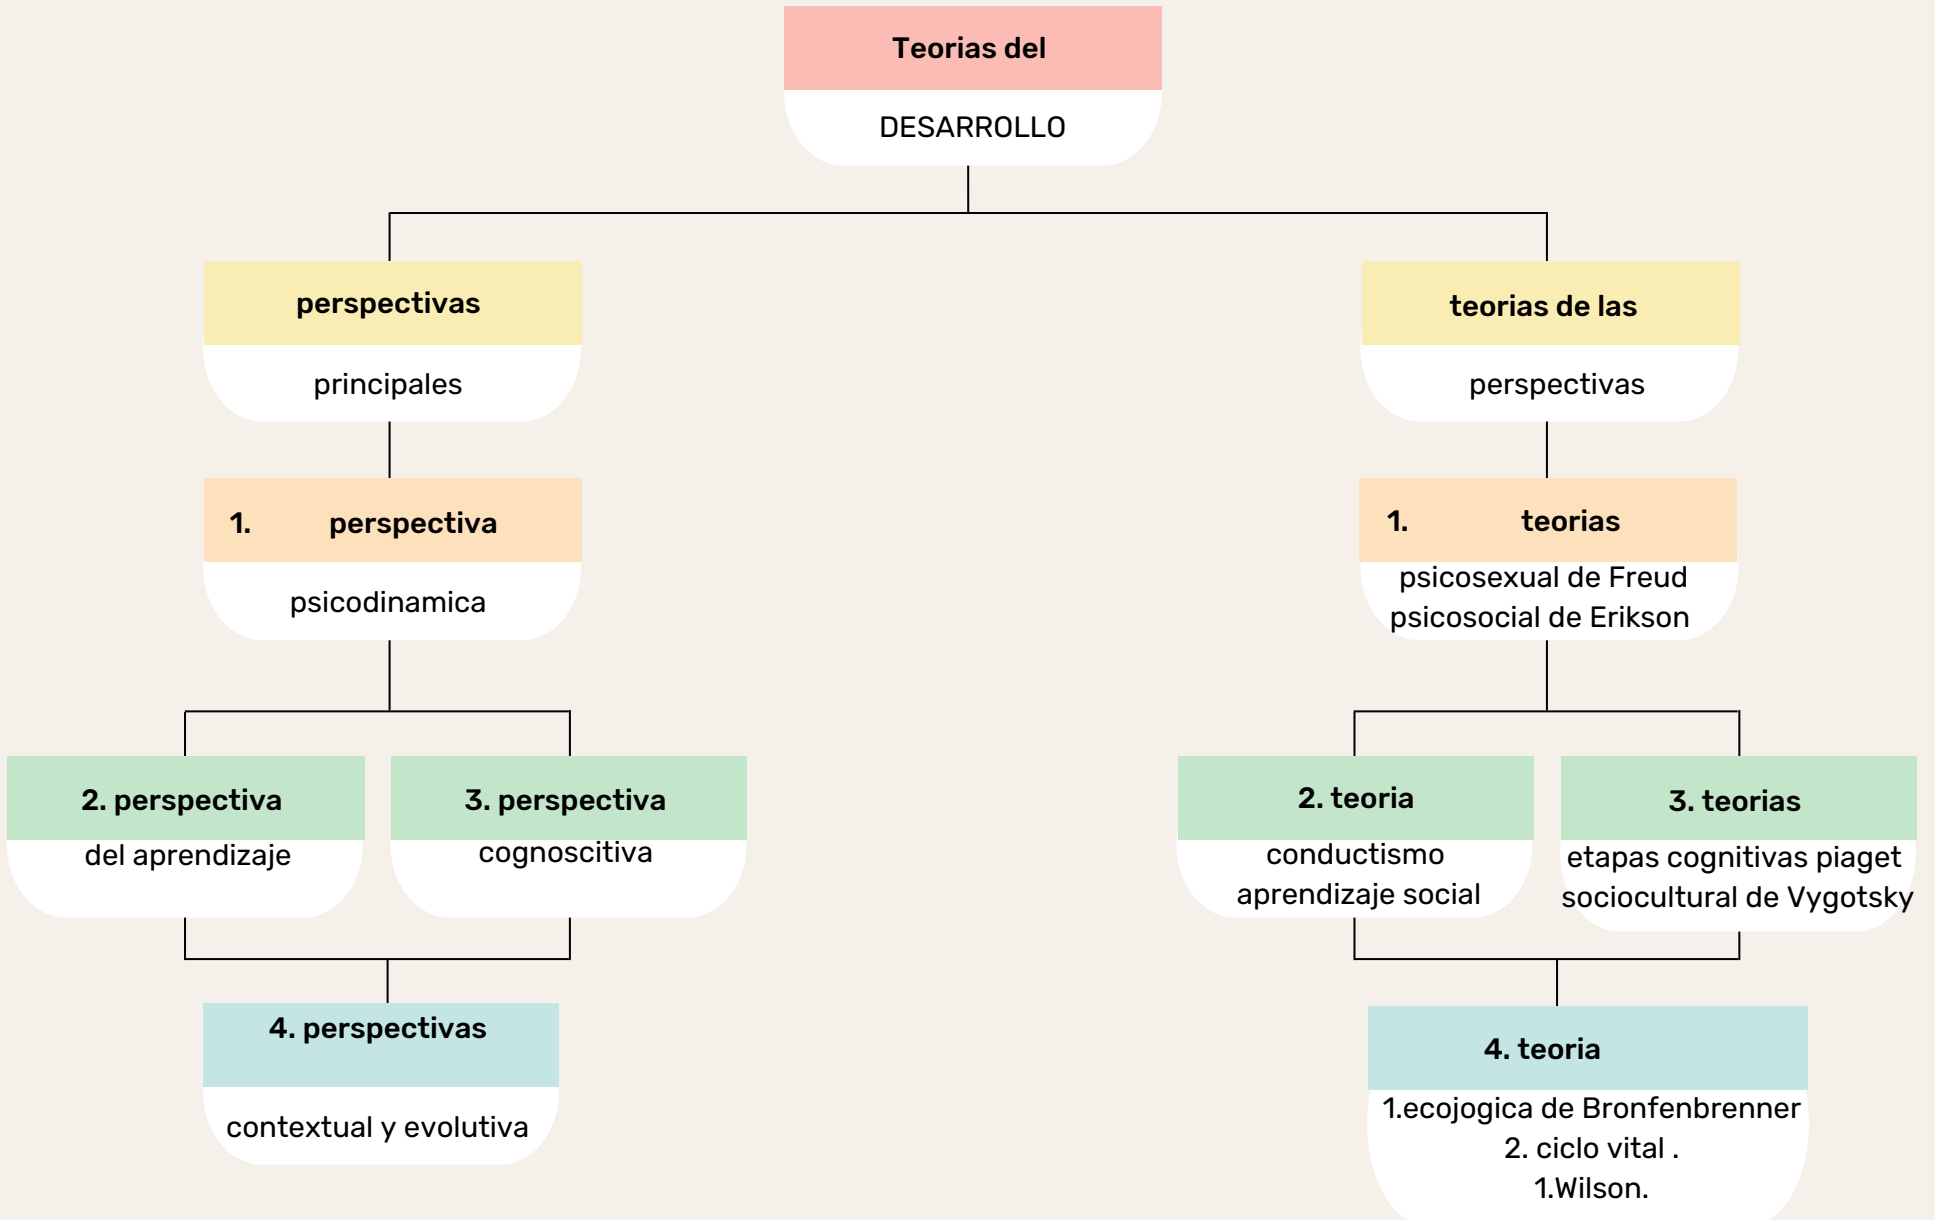 Teorias del
DESARROLLO
perspectivas
principales
teorias de las
perspectivas
1. perspectiva
psicodinamica
1. teorias
psicosexual de Freud
psicosocial de Erikson
2. perspectiva
del aprendizaje
3. perspectiva
cognoscitiva
2. teoria
conductismo
aprendizaje social
3. teorias
etapas cognitivas piaget
sociocultural de Vygotsky
4. perspectivas
contextual y evolutiva
4. teoria
1.ecojogica de Bronfenbrenner
2. ciclo vital .
1.Wilson.